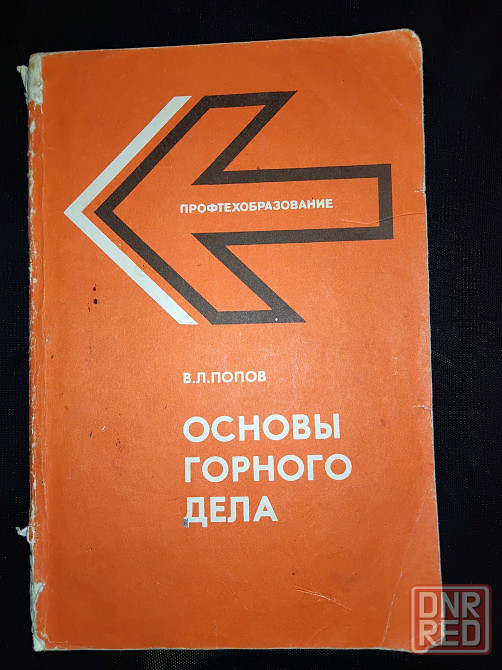 ПРОФТЕХОБРАЗОВАНИЕ
В.Л.ПОПОВ
ОСНОВЫ
ГОРНОГО
ДЕЛА
DNR
RED